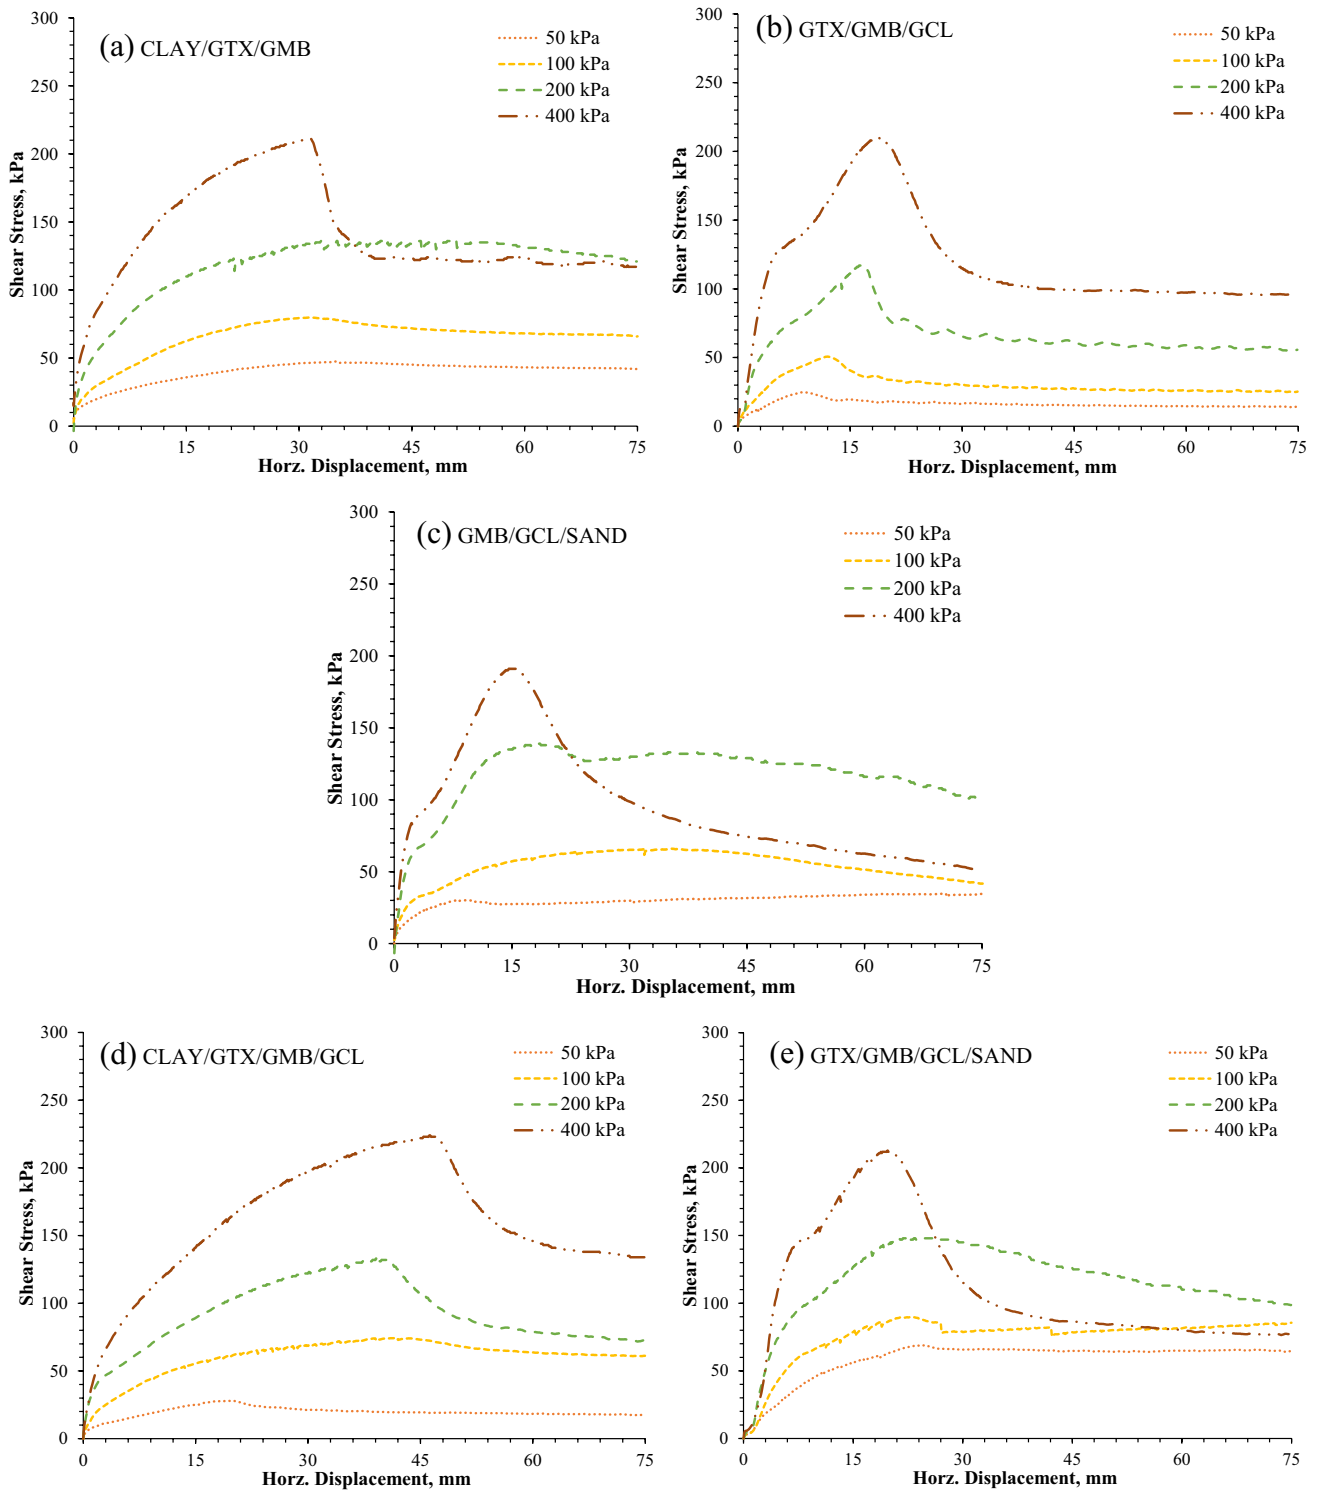 (a) CLAY/GTX/GMB
50 kPa
100 kPa
200 kPa
400 kPa
Shear Stress, kPa
300
250
200
150
100
50
0
0 15 30 45 60 75
Horz. Displacement, mm
(b) GTX/GMB/GCL
50 kPa
100 kPa
200 kPa
400 kPa
Shear Stress, kPa
300
250
200
150
100
50
0
0 15 30 45 60 75
Horz. Displacement, mm
(c) GMB/GCL/SAND
50 kPa
100 kPa
200 kPa
400 kPa
Shear Stress, kPa
300
250
200
150
100
50
0
0 15 30 45 60 75
Horz. Displacement, mm
(d) CLAY/GTX/GMB/GCL
50 kPa
100 kPa
200 kPa
400 kPa
Shear Stress, kPa
300
250
200
150
100
50
0
0 15 30 45 60 75
Horz. Displacement, mm
(e) GTX/GMB/GCL/SAND
50 kPa
100 kPa
200 kPa
400 kPa
Shear Stress, kPa
300
250
200
150
100
50
0
0 15 30 45 60 75
Horz. Displacement, mm